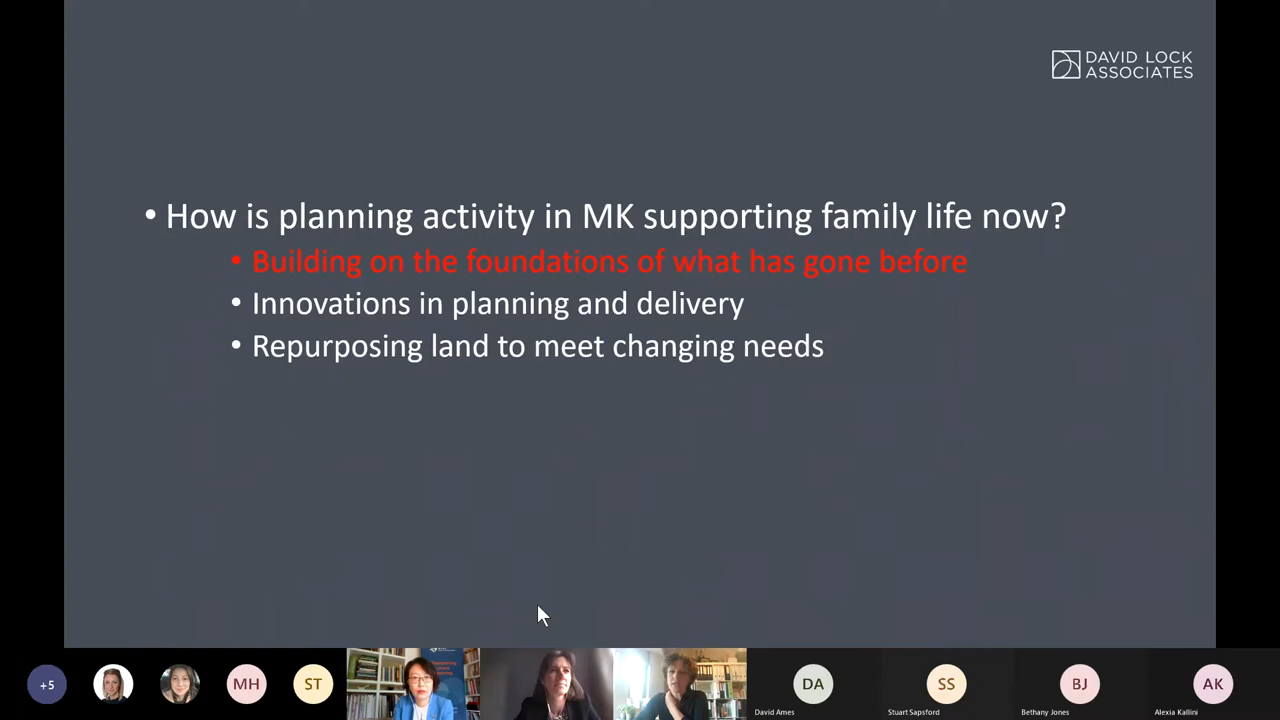 DAVID LOCK
ASSOCIATES
• How is planning activity in MK supporting family life now?
• Building on the foundations of what has gone before
• Innovations in planning and delivery
• Repurposing land to meet changing needs
+5
MH
ST
DA
David Ames
SS
Stuart Sapsford
BJ
Bethany Jones
AK
Alexia Kallini